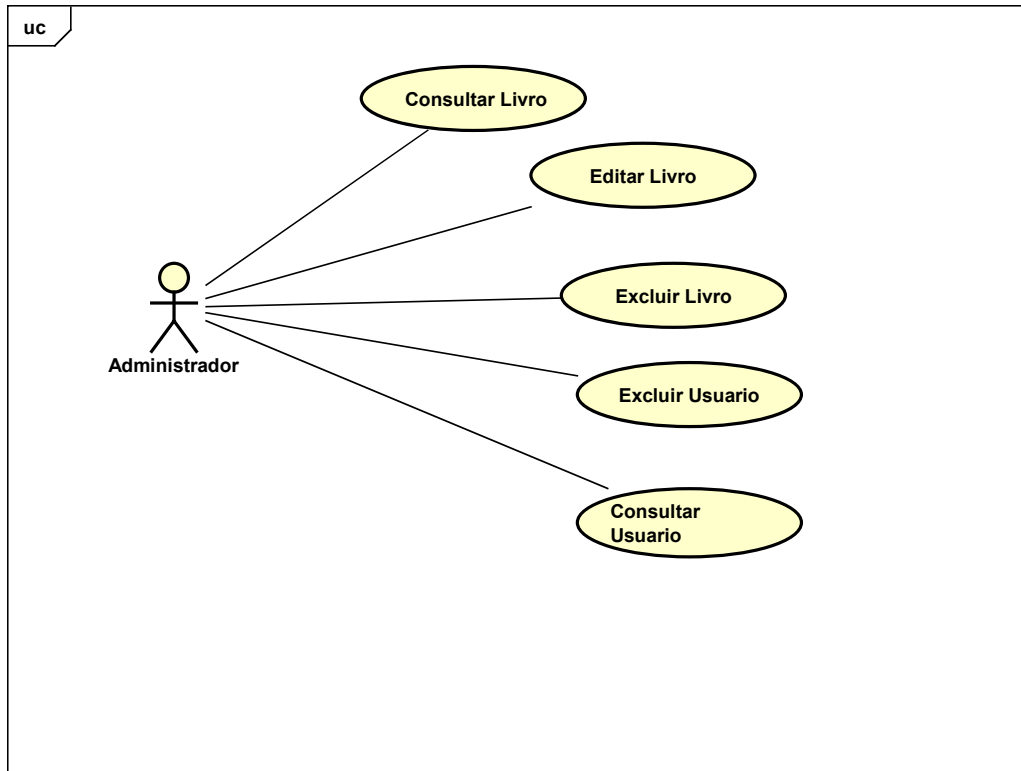 uc
Consultar Livro
Editar Livro
Excluir Livro
Administrador
Excluir Usuario
Consultar
Usuario